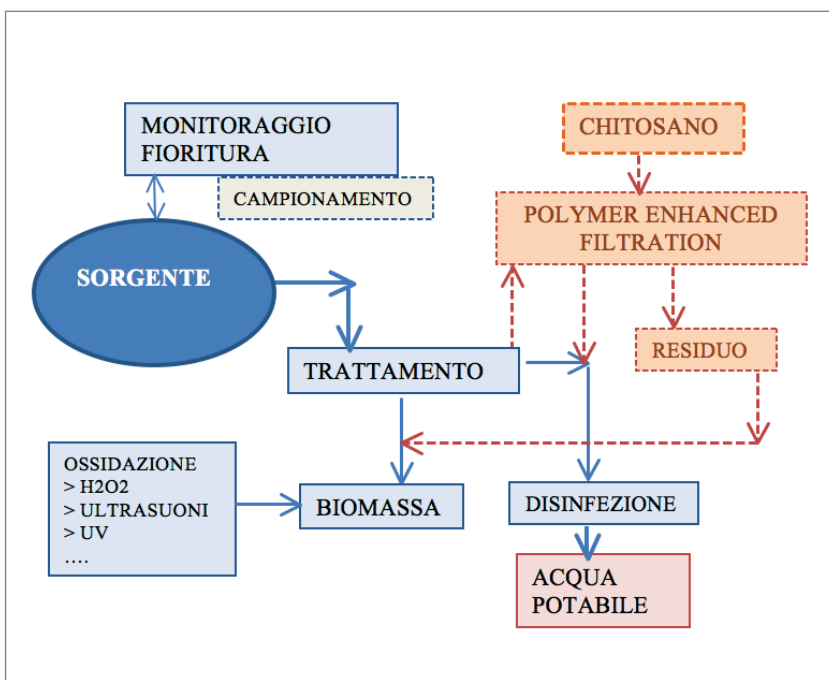 MONITORAGGIO
FIORITURA
CAMPIONAMENTO
CHITOSANO
POLYMER ENHANCED
FILTRATION
SORGENTE
RESIDUO
TRATTAMENTO
OSSIDAZIONE
> H2O2
> ULTRASUONI
> UV
....
BIOMASSA
DISINFEZIONE
ACQUA
POTABILE